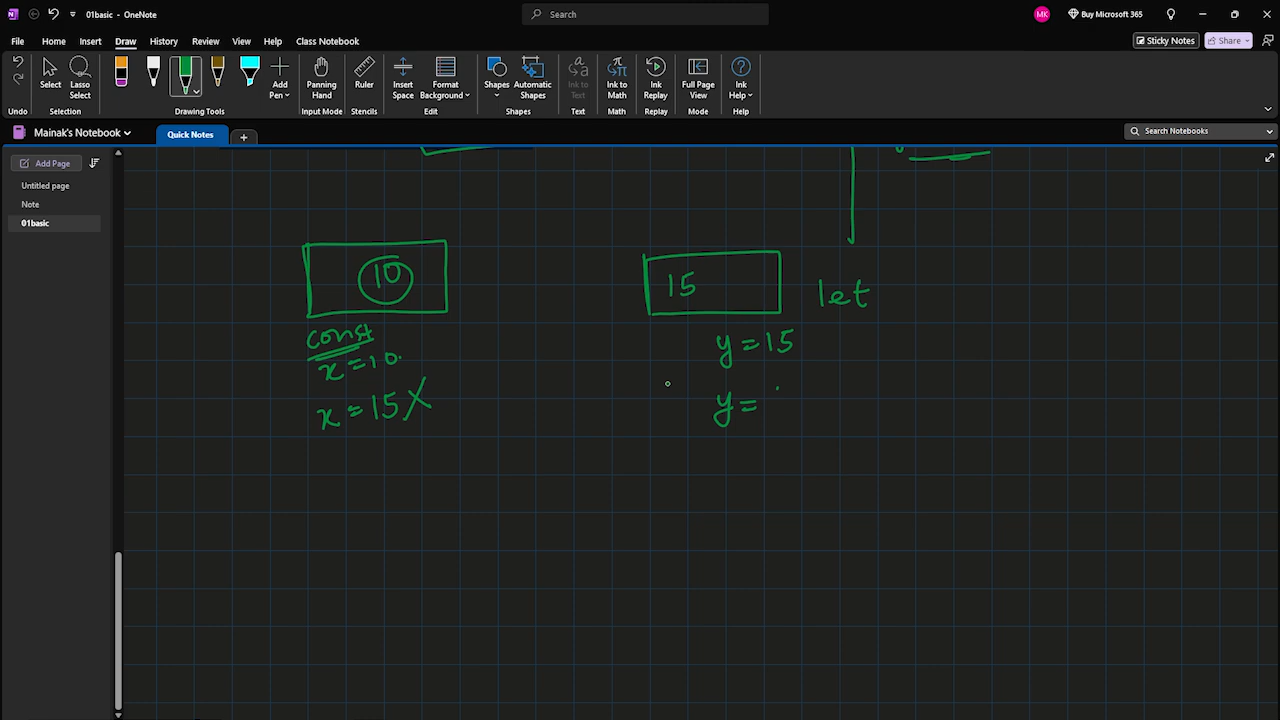 01basic - OneNote
Search
MK
Buy Microsoft 365
File Home Insert Draw History Review View Help Class Notebook
Sticky Notes
Share
Undo
Select
Lasso Select
Selection
Drawing Tools
Add Pen
Panning Hand
Input Mode
Ruler
Stencils
Insert Space
Format Background
Edit
Shapes
Automatic Shapes
Shapes
Ink to Text
Text
Ink to Math
Math
Ink Replay
Replay
Full Page View
Mode
Ink Help
Help
Mainak's Notebook
Quick Notes
+
Search Notebooks
Add Page
Untitled page
Note
01basic
10
const
x = 10
x = 15 X
15
let
y = 15
y =